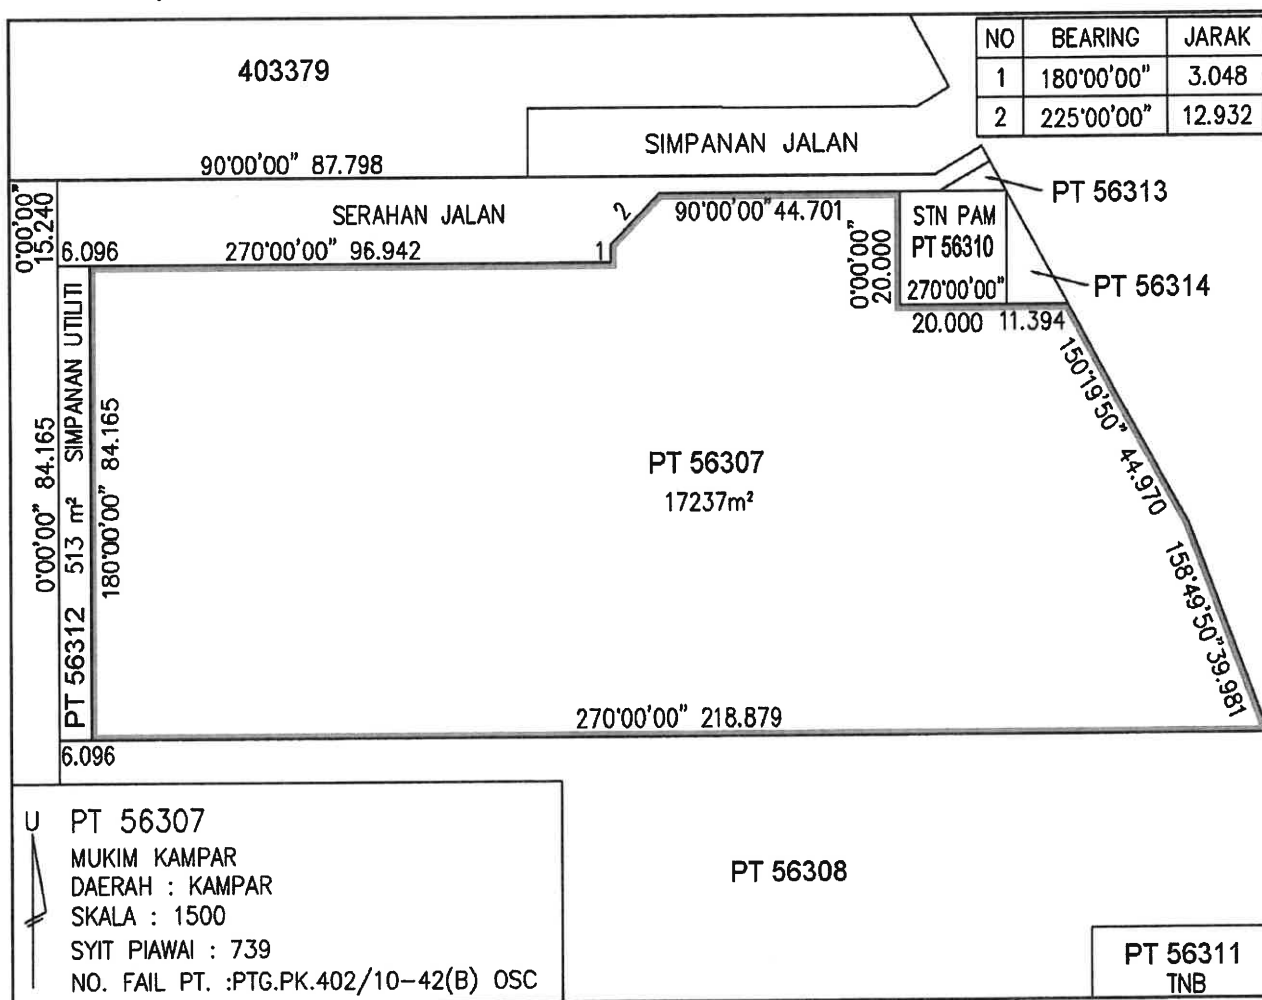 403379
NO BEARING JARAK
1 180°00'00" 3.048
2 225°00'00" 12.932
SIMPANAN JALAN
90°00'00" 87.798
0°00'00"
15.240
SERAHAN JALAN
6.096
270°00'00" 96.942
1
2
90°00'00" 44.701
0°00'00"
20.000
STN PAM
PT 56310
270°00'00"
20.000 11.394
PT 56313
PT 56314
150°19'50" 44.970
158°49'50" 39.981
0°00'00" 84.165
PT 56312 513 m² SIMPANAN UTILITI
180°00'00" 84.165
PT 56307
17237m²
270°00'00" 218.879
6.096
U PT 56307
MUKIM KAMPAR
DAERAH : KAMPAR
SKALA : 1500
SYIT PIAWAI : 739
NO. FAIL PT. :PTG.PK.402/10-42(B) OSC
PT 56308
PT 56311
TNB